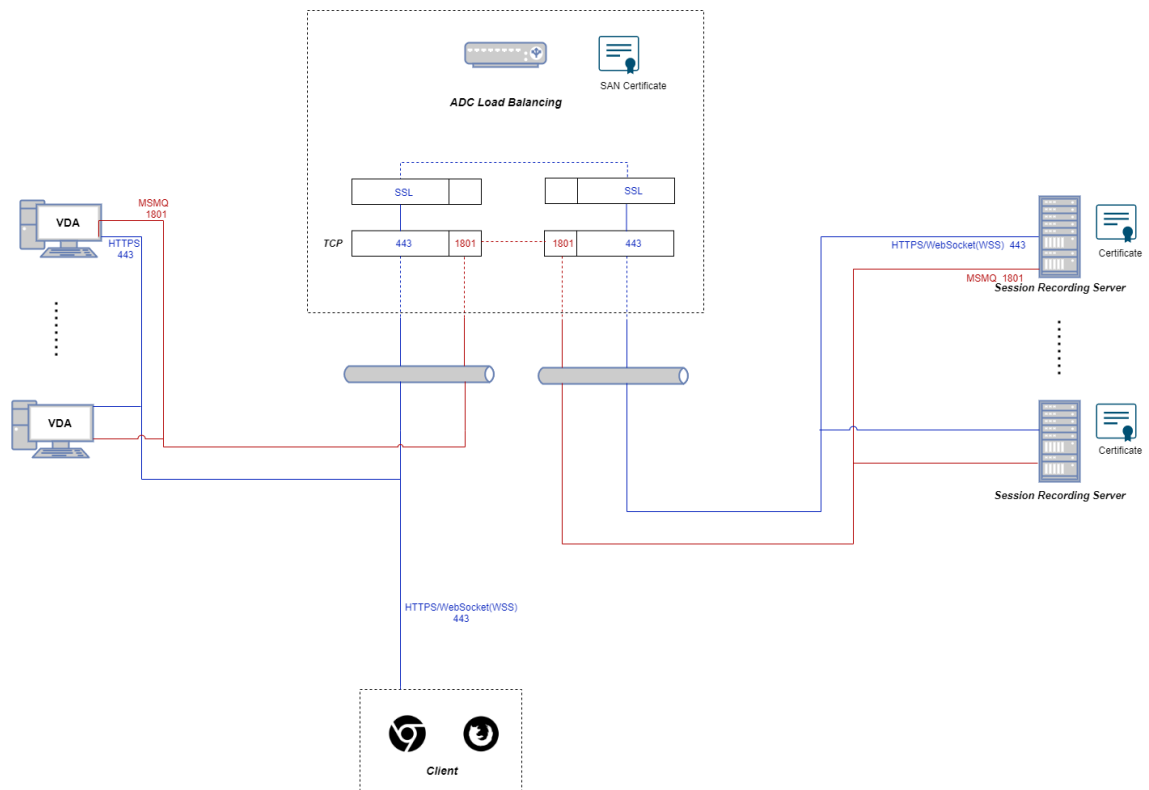 SAN Certificate
ADC Load Balancing
SSL
SSL
TCP
443
1801
1801
443
VDA
MSMQ
1801
HTTPS
443
VDA
HTTPS/WebSocket(WSS) 443
MSMQ 1801
Certificate
Session Recording Server
Certificate
Session Recording Server
HTTPS/WebSocket(WSS)
443
Client